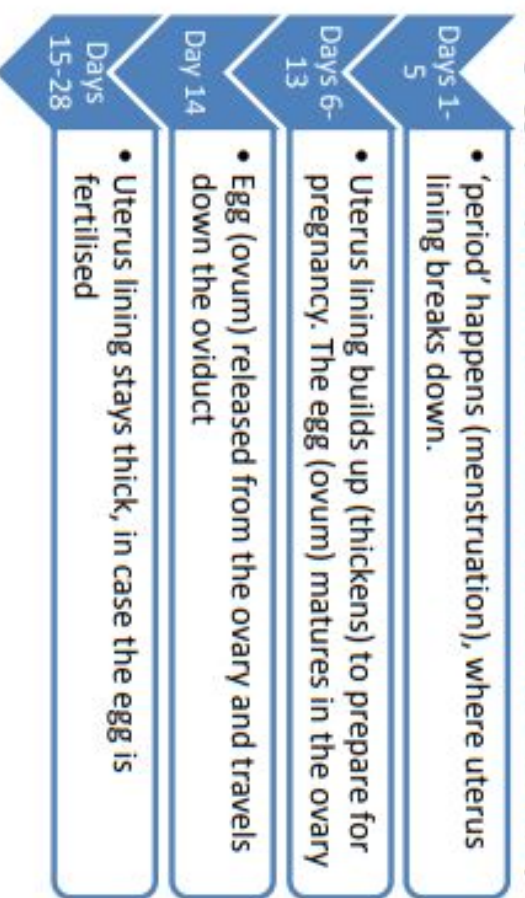 Days 1-
5
• 'period' happens (menstruation), where uterus
lining breaks down.
Days 6-
13
• Uterus lining builds up (thickens) to prepare for
pregnancy. The egg (ovum) matures in the ovary
Day 14
• Egg (ovum) released from the ovary and travels
down the oviduct
Days
15-28
• Uterus lining stays thick, in case the egg is
fertilised